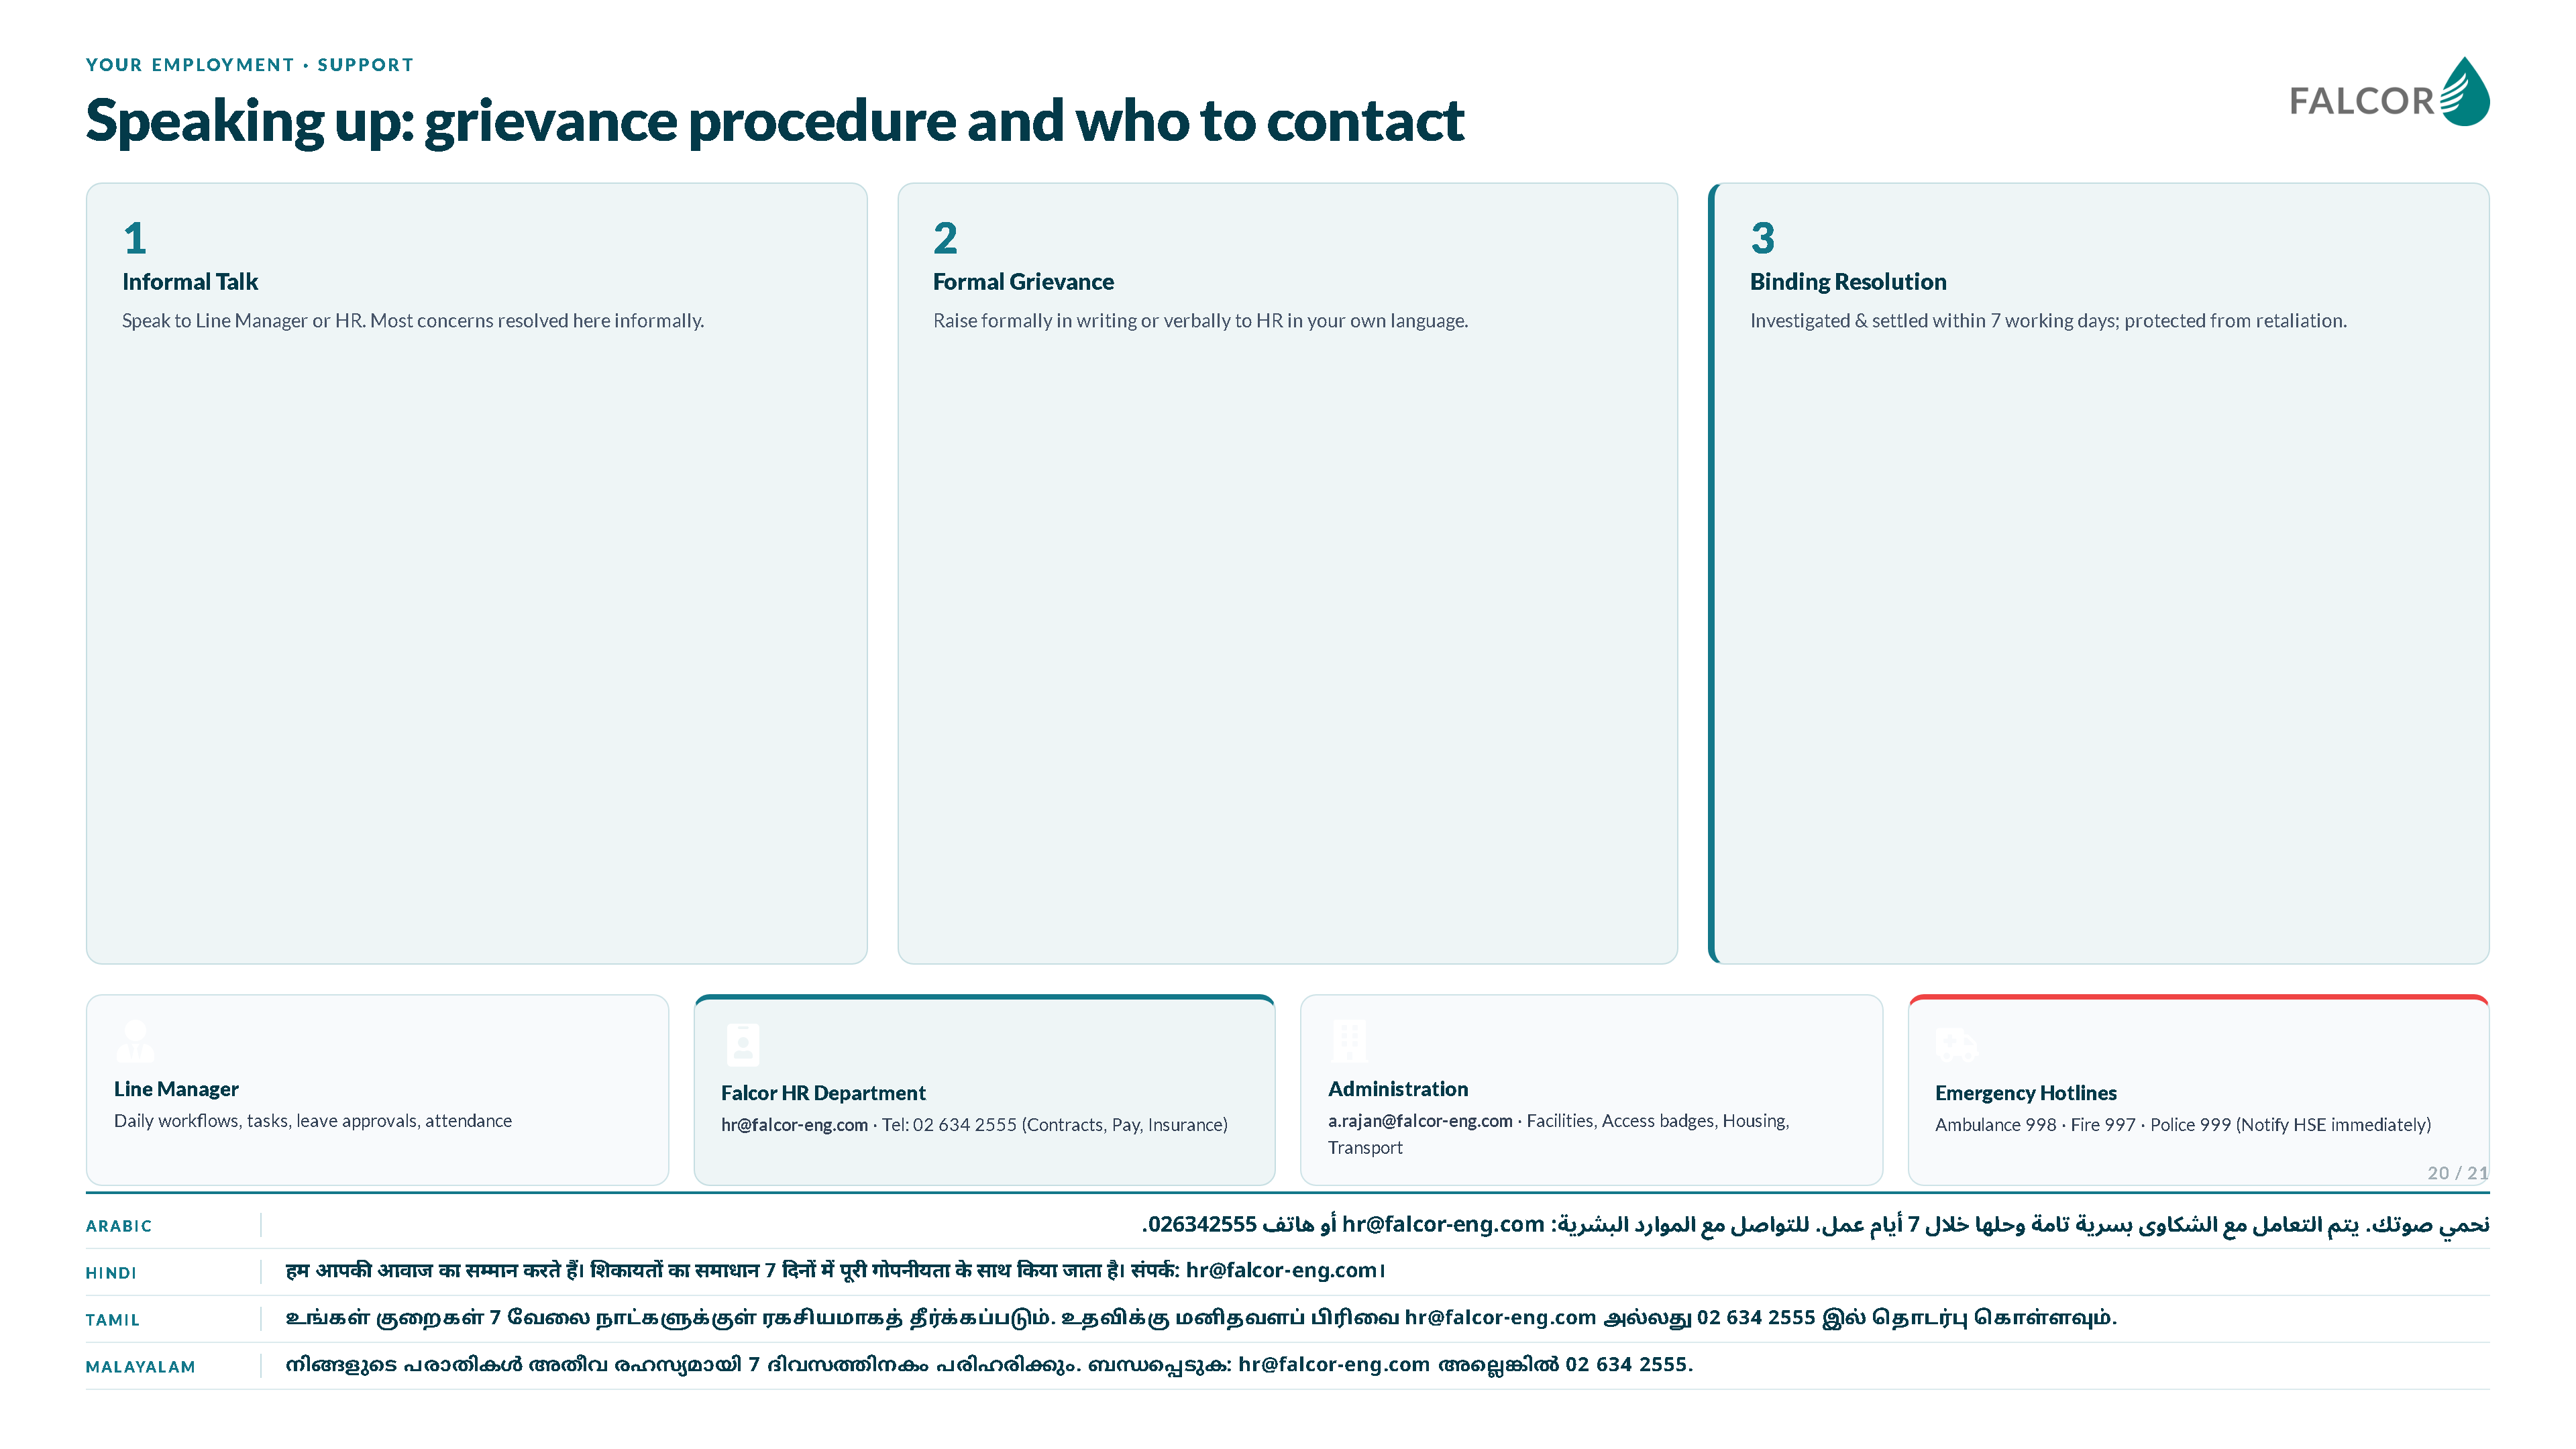 YOUR EMPLOYMENT · SUPPORT
Speaking up: grievance procedure and who to contact
FALCOR
1
Informal Talk
Speak to Line Manager or HR. Most concerns resolved here informally.
2
Formal Grievance
Raise formally in writing or verbally to HR in your own language.
3
Binding Resolution
Investigated & settled within 7 working days; protected from retaliation.
Line Manager
Daily workflows, tasks, leave approvals, attendance
Falcor HR Department
hr@falcor-eng.com · Tel: 02 634 2555 (Contracts, Pay, Insurance)
Administration
a.rajan@falcor-eng.com · Facilities, Access badges, Housing,
Transport
Emergency Hotlines
Ambulance 998 · Fire 997 · Police 999 (Notify HSE immediately)
20 / 21
ARABIC
نحمي صوتك. يتم التعامل مع الشكاوى بسرية تامة وحلها خلال 7 أيام عمل. للتواصل مع الموارد البشرية: hr@falcor-eng.com أو هاتف 026342555.
HINDI
हम आपकी आवाज का सम्मान करते हैं। शिकायतों का समाधान 7 दिनों में पूरी गोपनीयता के साथ किया जाता है। संपर्क: hr@falcor-eng.com।
TAMIL
உங்கள் குறைகள் 7 வேலை நாட்களுக்குள் ரகசியமாகத் தீர்க்கப்படும். உதவிக்கு மனிதவளப் பிரிவை hr@falcor-eng.com அல்லது 02 634 2555 இல் தொடர்பு கொள்ளவும்.
MALAYALAM
നിങ്ങളുടെ പരാതികൾ അതീവ രഹസ്യമായി 7 ദിവസത്തിനകം പരിഹരിക്കും. ബന്ധപ്പെടുക: hr@falcor-eng.com അല്ലെങ്കിൽ 02 634 2555.